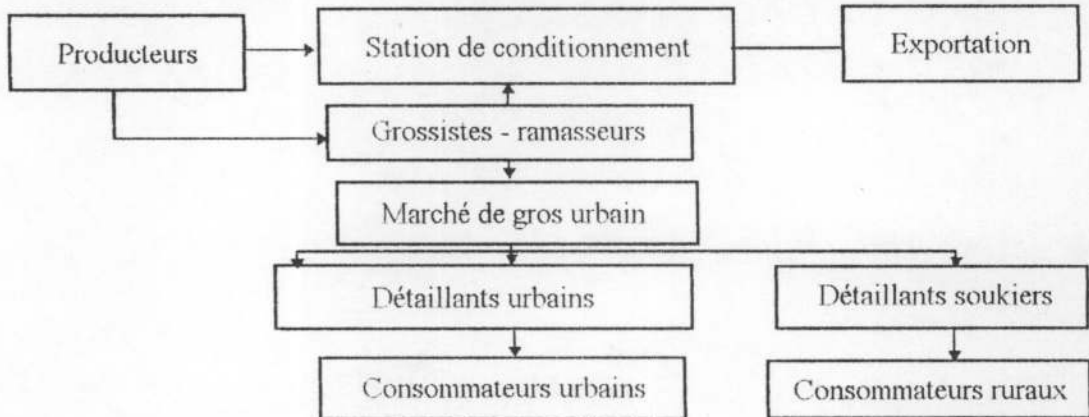 Producteurs
Station de conditionnement
Exportation
Grossistes - ramasseurs
Marché de gros urbain
Détaillants urbains
Détaillants soukiers
Consommateurs urbains
Consommateurs ruraux